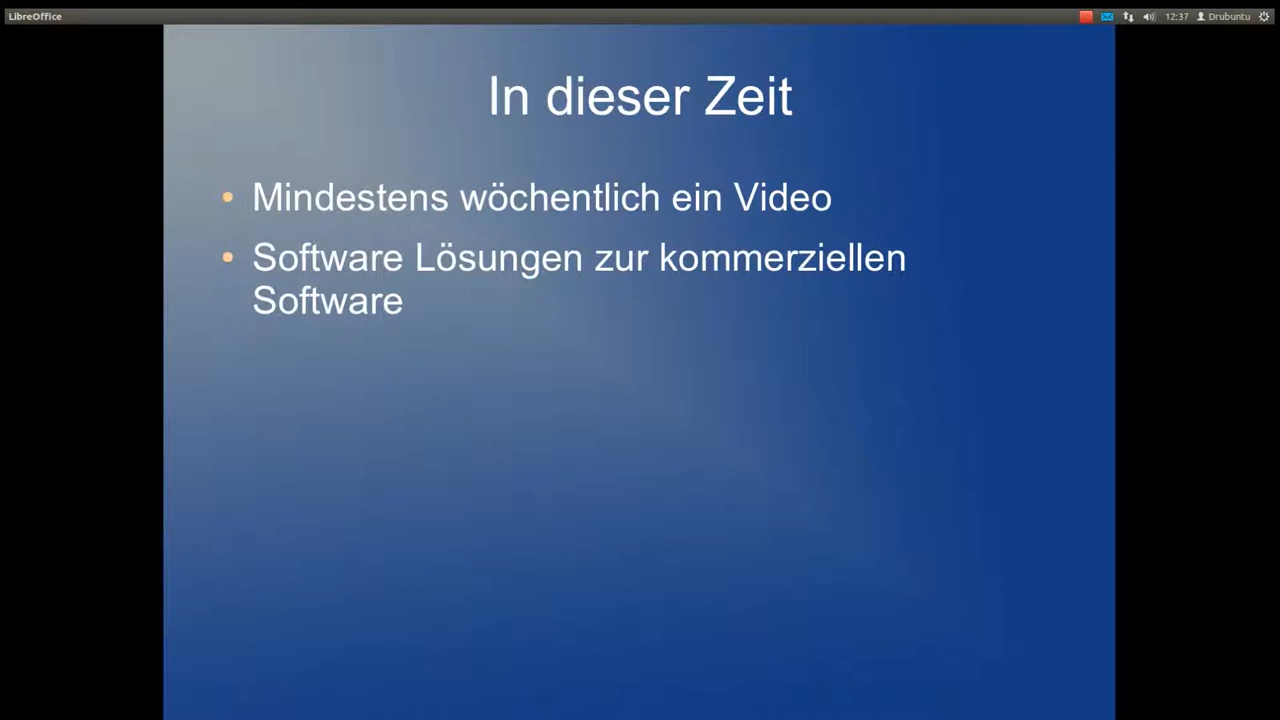 LibreOffice
12:37
Drubuntu
In dieser Zeit
Mindestens wöchentlich ein Video
Software Lösungen zur kommerziellen
Software